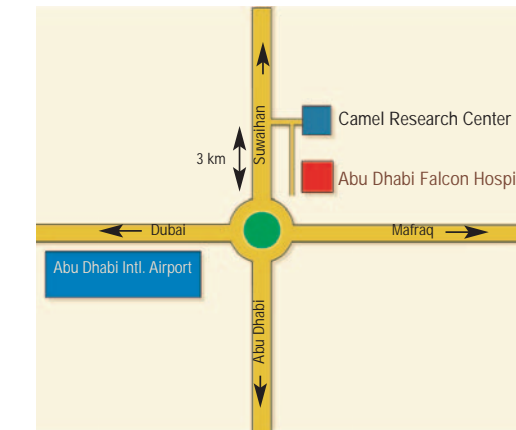 Suwaihan
Camel Research Center
3 km
Abu Dhabi Falcon Hospi
Dubai
Mafraq
Abu Dhabi Intl. Airport
Abu Dhabi